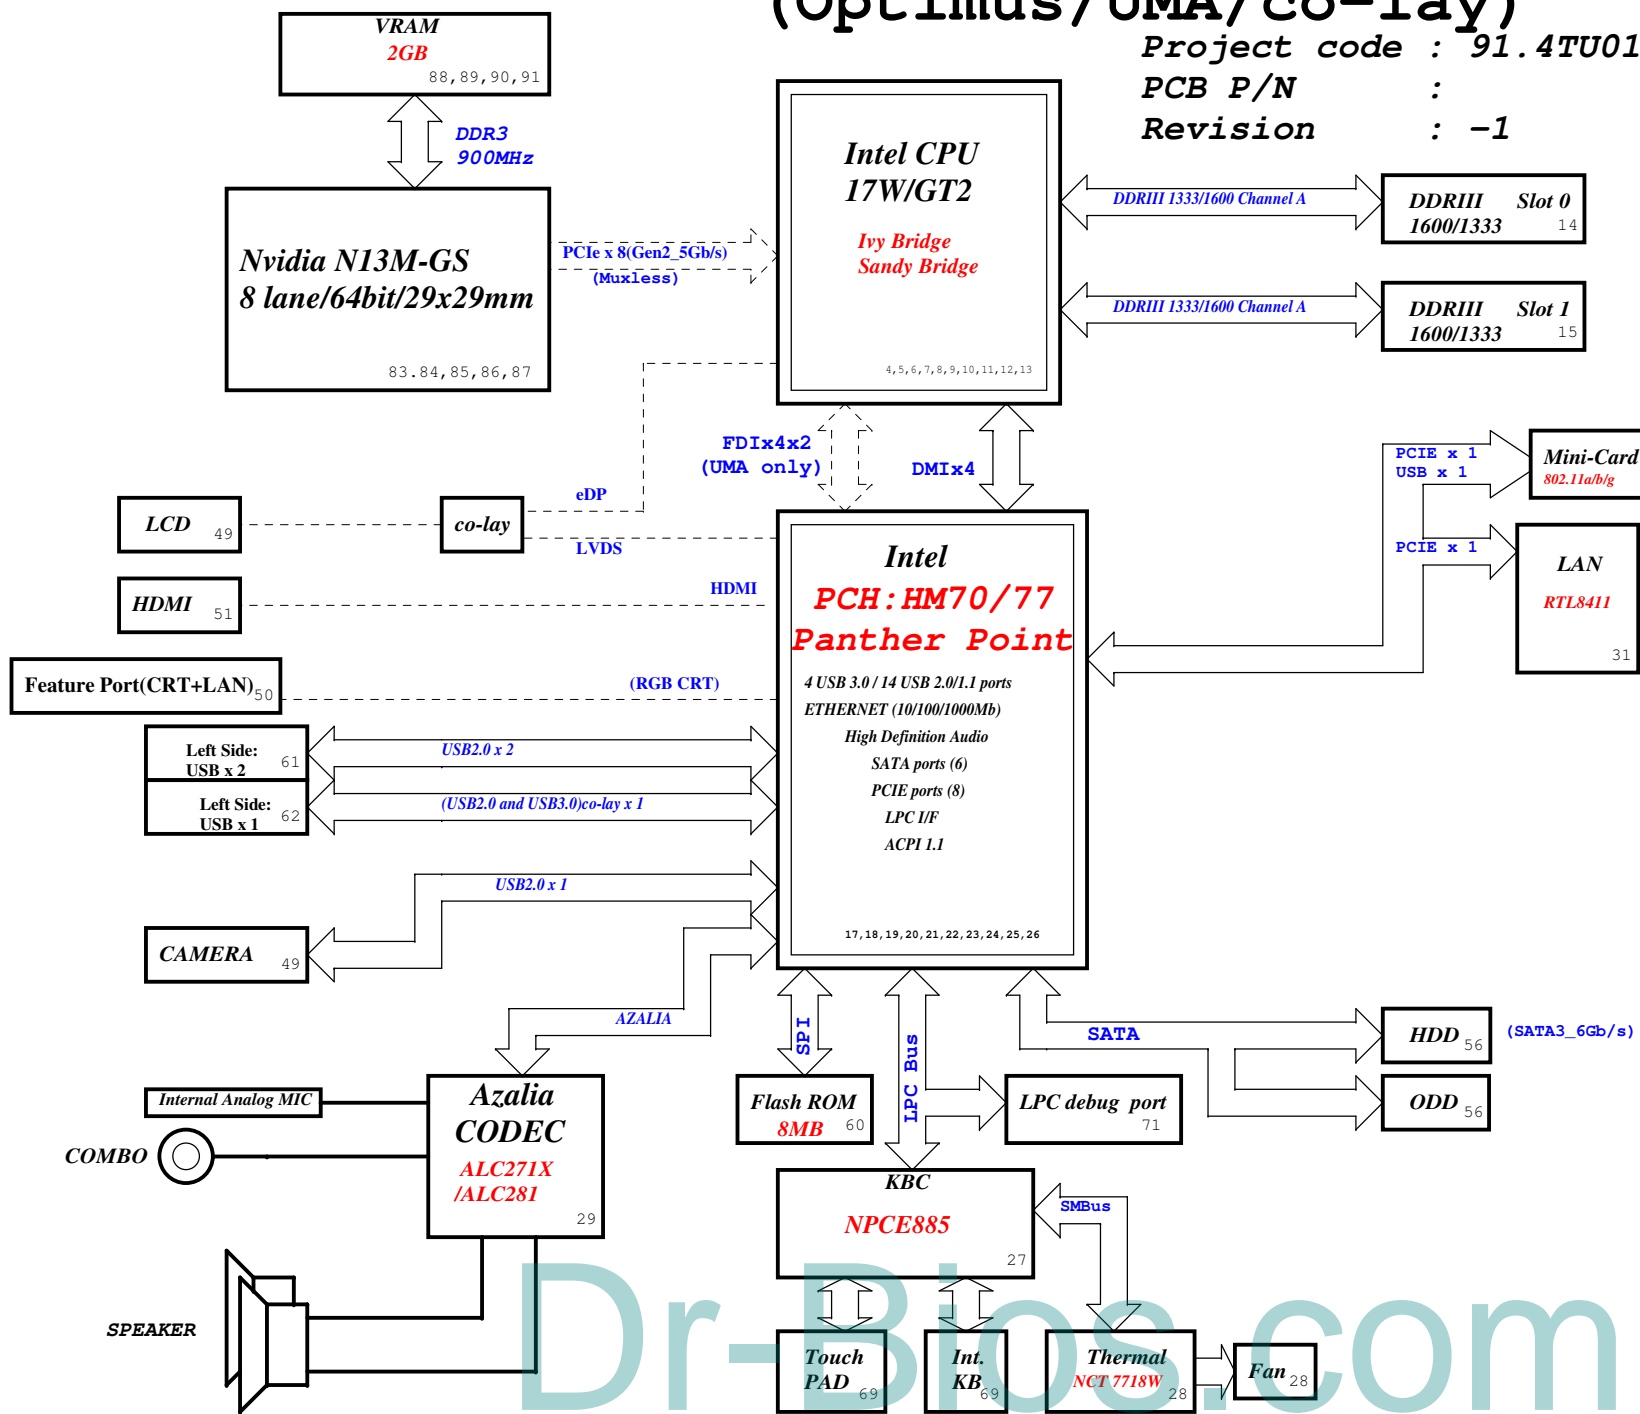 (Optimus/UMA/co-lay)
Project code : 91.4TU01
PCB P/N :
Revision : -1
VRAM
2GB
88,89,90,91
DDR3
900MHz
Nvidia N13M-GS
8 lane/64bit/29x29mm
83.84,85,86,87
PCIe x 8(Gen2_5Gb/s)
(Muxless)
Intel CPU
17W/GT2
Ivy Bridge
Sandy Bridge
4,5,6,7,8,9,10,11,12,13
DDRIII 1333/1600 Channel A
DDRIII Slot 0
1600/1333 14
DDRIII 1333/1600 Channel A
DDRIII Slot 1
1600/1333 15
FDIx4x2
(UMA only)
DMIx4
PCIE x 1
USB x 1
Mini-Card
802.11a/b/g
PCIE x 1
LAN
RTL8411
31
LCD 49
co-lay
eDP
LVDS
HDMI 51
HDMI
Feature Port(CRT+LAN) 50
(RGB CRT)
Intel
PCH:HM70/77
Panther Point
4 USB 3.0 / 14 USB 2.0/1.1 ports
ETHERNET (10/100/1000Mb)
High Definition Audio
SATA ports (6)
PCIE ports (8)
LPC I/F
ACPI 1.1
17,18,19,20,21,22,23,24,25,26
Left Side:
USB x 2 61
USB2.0 x 2
Left Side:
USB x 1 62
(USB2.0 and USB3.0)co-lay x 1
USB2.0 x 1
CAMERA 49
AZALIA
SPI
LPC Bus
SATA
HDD 56
(SATA3_6Gb/s)
ODD 56
Flash ROM
8MB 60
LPC debug port
71
Internal Analog MIC
COMBO
Azalia
CODEC
ALC271X
/ALC281
29
SPEAKER
KBC
NPCE885
27
SMBus
Touch
PAD 69
Int.
KB 69
Thermal
NCT 7718W 28
Fan 28
Dr-Bios.com